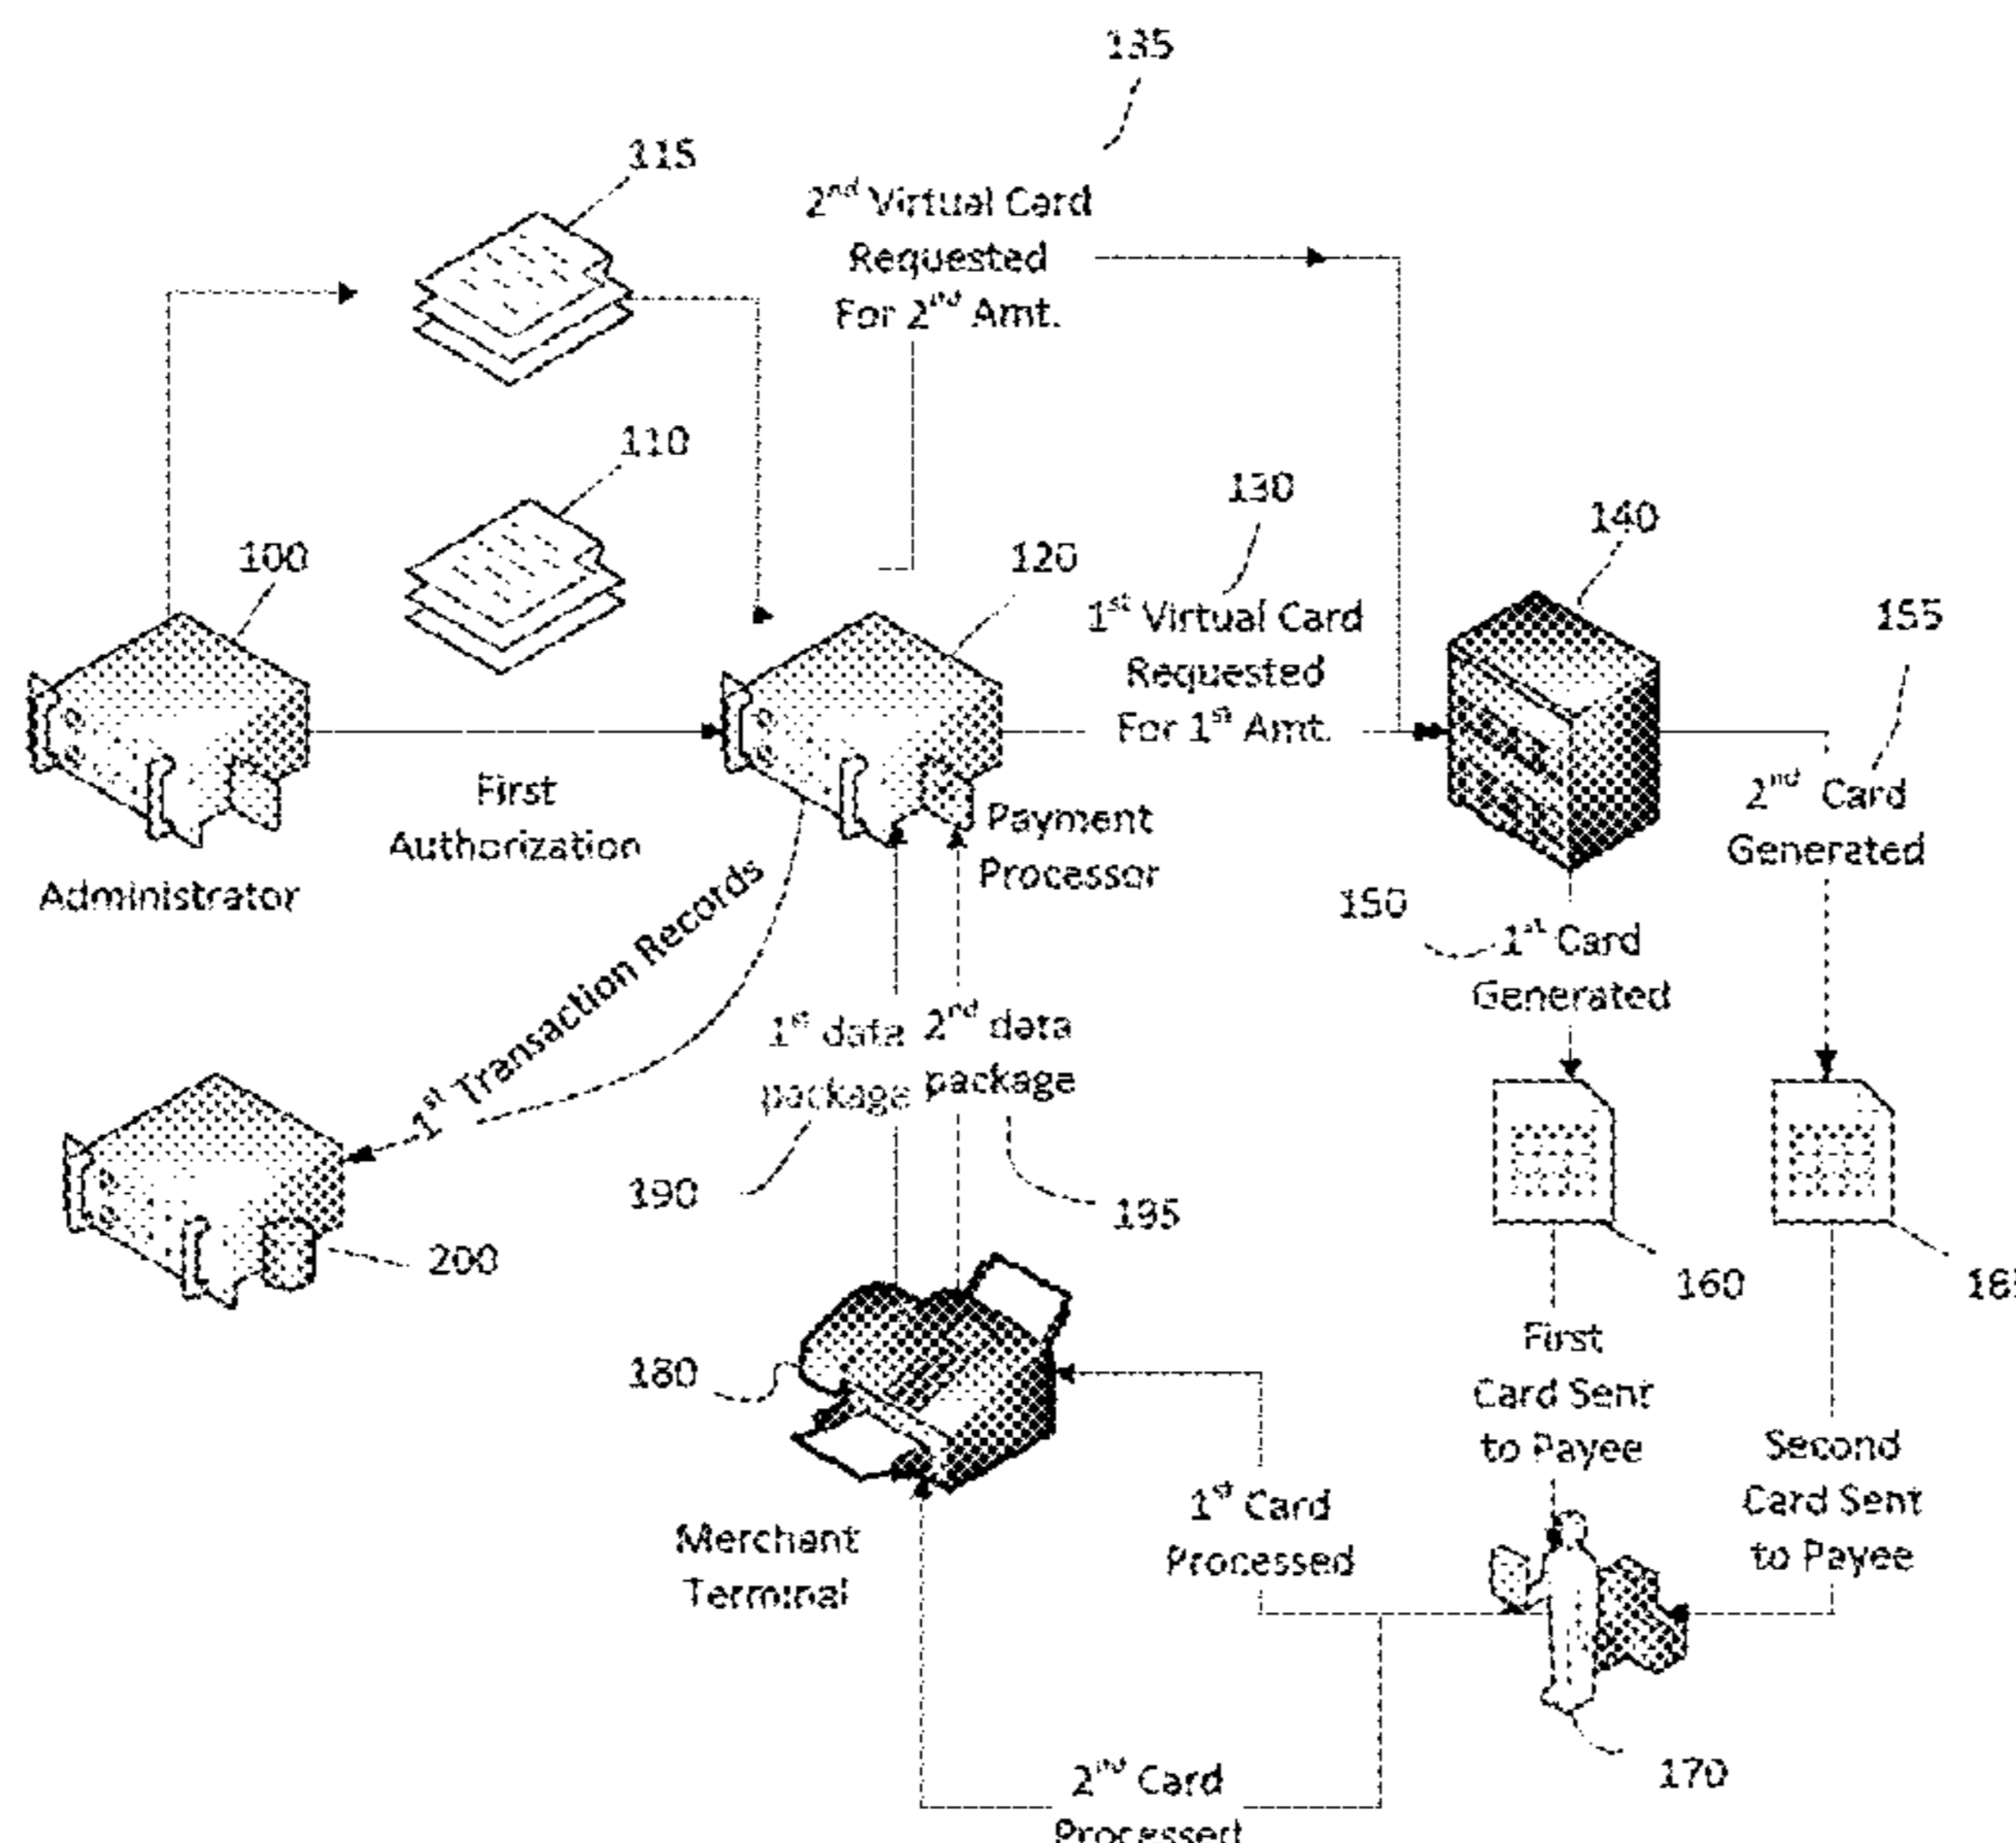 135
115
2nd Virtual Card
Requested
For 2nd Amt.
110
130
140
100
120
155
1st Virtual Card
Requested
For 1st Amt.
First
Authorization
Payment
Processor
2nd Card
Generated
Administrator
150
1st Card
Generated
1st Transaction Records
1st data
package
2nd data
package
190
195
200
160
180
First
Card Sent
to Payee
Second
Card Sent
to Payee
1st Card
Processed
Merchant
Terminal
170
2nd Card
Processed